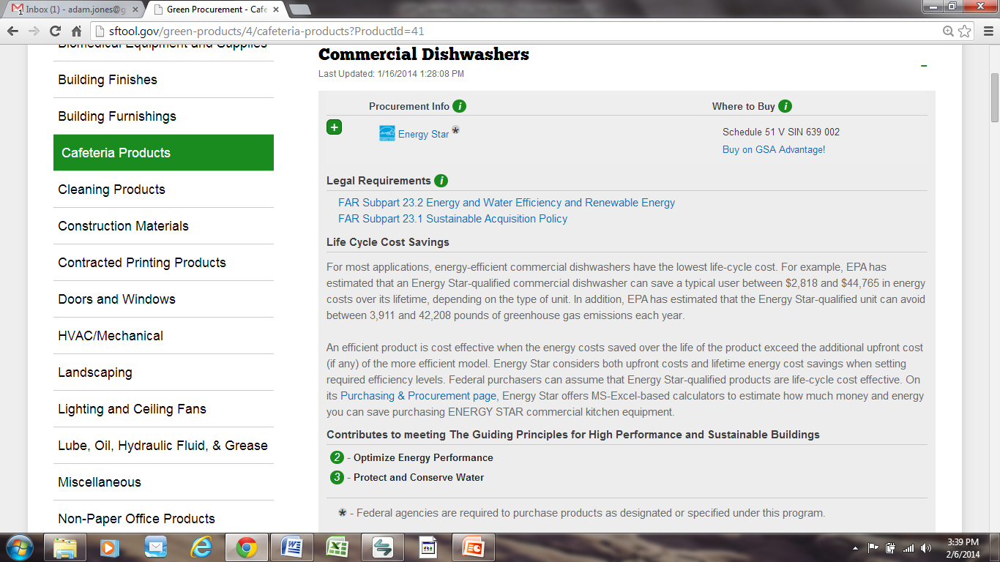 Inbox (1) - adam.jones@g
Green Procurement - Cafe
sftool.gov/green-products/4/cafeteria-products?ProductId=41
Biomedical Equipment and Supplies
Building Finishes
Building Furnishings
Cafeteria Products
Cleaning Products
Construction Materials
Contracted Printing Products
Doors and Windows
HVAC/Mechanical
Landscaping
Lighting and Ceiling Fans
Lube, Oil, Hydraulic Fluid, & Grease
Miscellaneous
Non-Paper Office Products
Commercial Dishwashers
Last Updated: 1/16/2014 1:28:08 PM
Procurement Info i
Where to Buy i
Energy Star *
Schedule 51 V SIN 639 002
Buy on GSA Advantage!
Legal Requirements i
FAR Subpart 23.2 Energy and Water Efficiency and Renewable Energy
FAR Subpart 23.1 Sustainable Acquisition Policy
Life Cycle Cost Savings
For most applications, energy-efficient commercial dishwashers have the lowest life-cycle cost. For example, EPA has
estimated that an Energy Star-qualified commercial dishwasher can save a typical user between $2,818 and $44,765 in energy
costs over its lifetime, depending on the type of unit. In addition, EPA has estimated that the Energy Star-qualified unit can avoid
between 3,911 and 42,208 pounds of greenhouse gas emissions each year.
An efficient product is cost effective when the energy costs saved over the life of the product exceed the additional upfront cost
(if any) of the more efficient model. Energy Star considers both upfront costs and lifetime energy cost savings when setting
required efficiency levels. Federal purchasers can assume that Energy Star-qualified products are life-cycle cost effective. On
its Purchasing & Procurement page, Energy Star offers MS-Excel-based calculators to estimate how much money and energy
you can save purchasing ENERGY STAR commercial kitchen equipment.
Contributes to meeting The Guiding Principles for High Performance and Sustainable Buildings
2 - Optimize Energy Performance
3 - Protect and Conserve Water
* - Federal agencies are required to purchase products as designated or specified under this program.
3:39 PM
2/6/2014